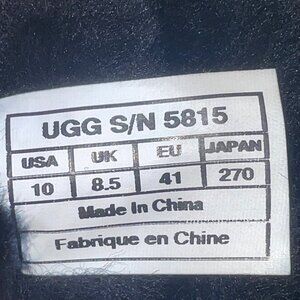 UGG S/N 5815
USA UK EU JAPAN
10 8.5 41 270
Made In China
Fabrique en Chine